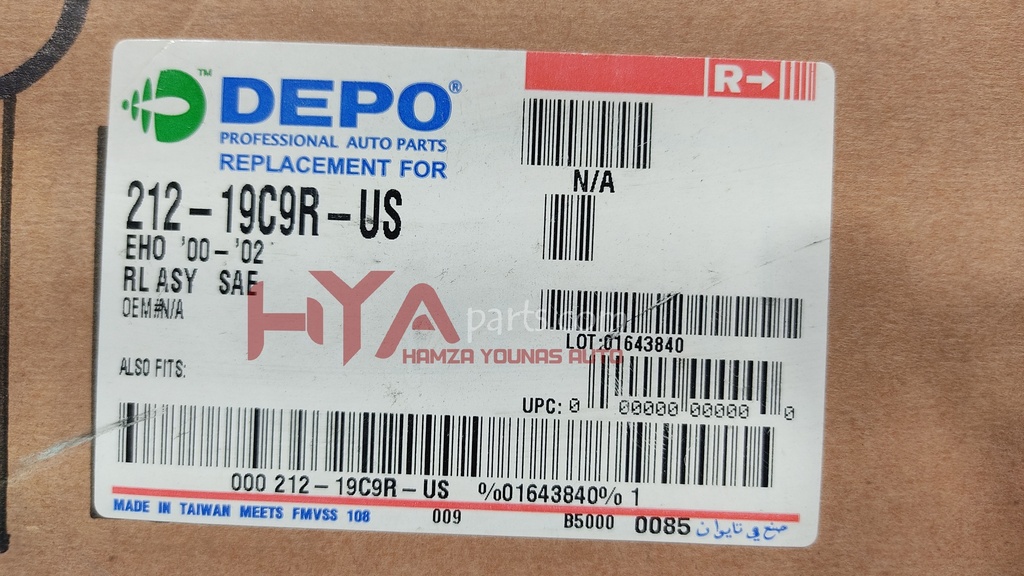 DEPO®
™
PROFESSIONAL AUTO PARTS
REPLACEMENT FOR
R→
212-19C9R-US
N/A
EHO '00-'02
RL ASY SAE
OEM#N/A
HYAparts.com
HAMZA YOUNAS AUTO
LOT:01643840
ALSO FITS:
UPC: 0 00000 00000 0
000 212-19C9R-US %01643840% 1
MADE IN TAIWAN MEETS FMVSS 108 009 B5000 0085 صنع في تايوان